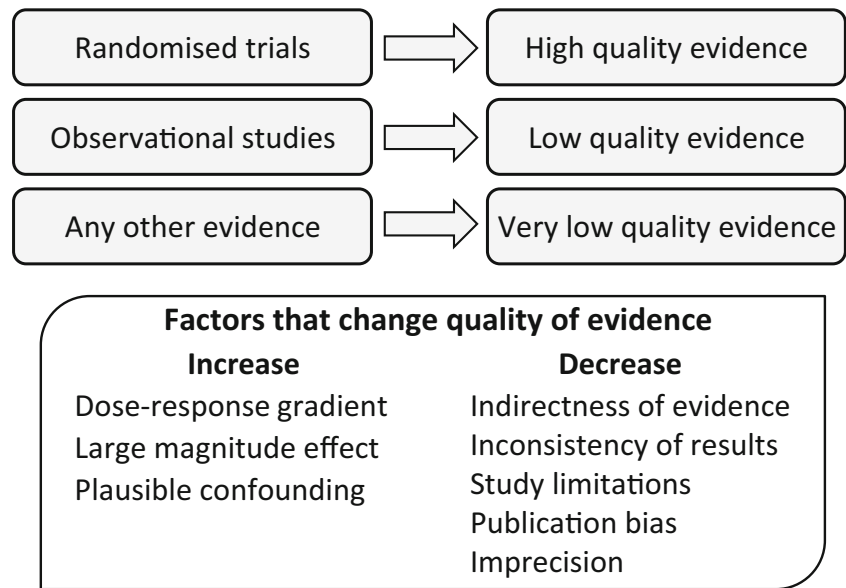 Randomised trials
High quality evidence
Observational studies
Low quality evidence
Any other evidence
Very low quality evidence
Factors that change quality of evidence
Increase
Dose-response gradient
Large magnitude effect
Plausible confounding
Decrease
Indirectness of evidence
Inconsistency of results
Study limitations
Publication bias
Imprecision